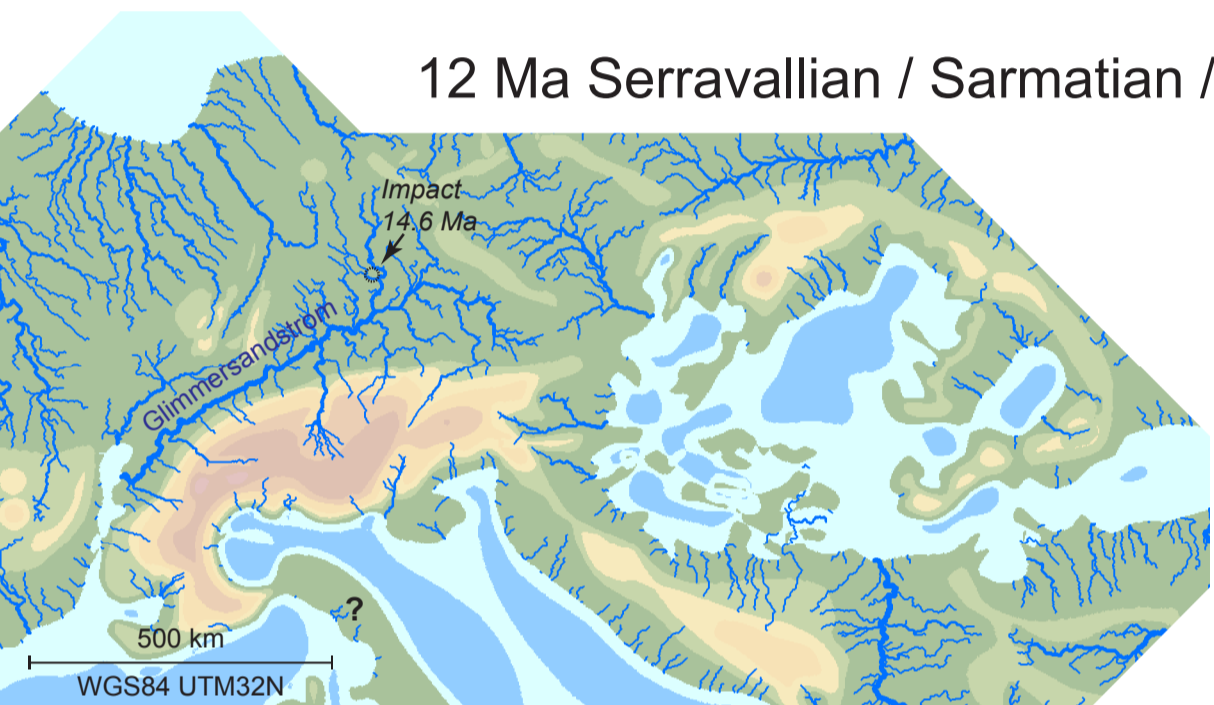 12 Ma Serravallian / Sarmatian /
Impact
14.6 Ma
Glimmersandstrom
?
500 km
WGS84 UTM32N